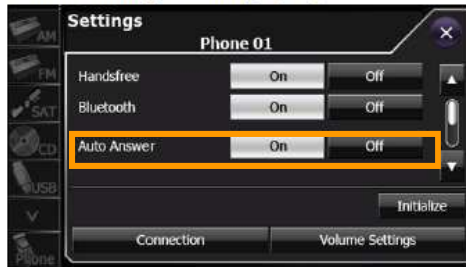 Settings
Phone 01
AM
FM
SAT
CD
USB
Phone
Handsfree On Off
Bluetooth On Off
Auto Answer On Off
Initialize
Connection Volume Settings